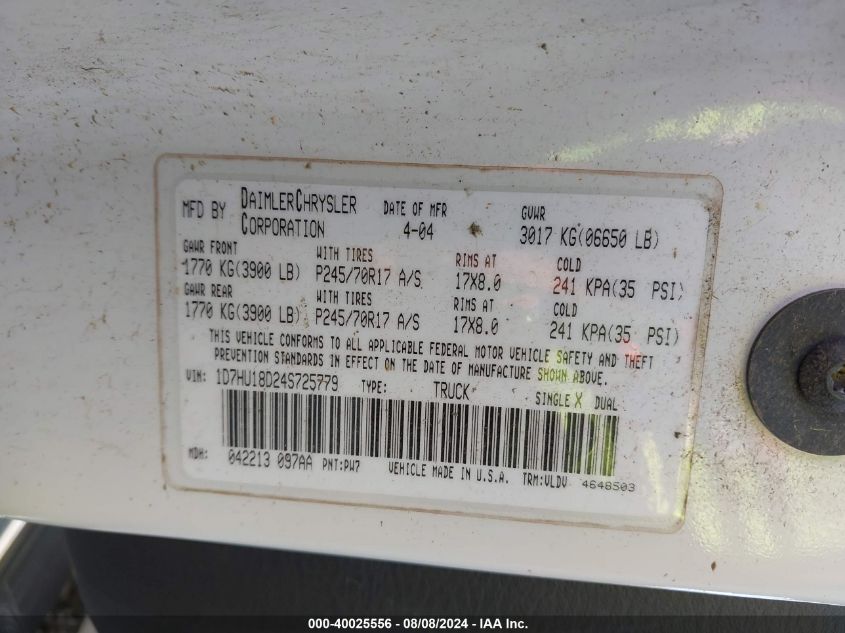 MFD BY DAIMLERCHRYSLER CORPORATION DATE OF MFR 4-04 GVWR 3017 KG(06650 LB)
GAWR FRONT WITH TIRES RIMS AT COLD
1770 KG(3900 LB) P245/70R17 A/S 17X8.0 241 KPA(35 PSI)
GAWR REAR WITH TIRES RIMS AT COLD
1770 KG(3900 LB) P245/70R17 A/S 17X8.0 241 KPA(35 PSI)
THIS VEHICLE CONFORMS TO ALL APPLICABLE FEDERAL MOTOR VEHICLE SAFETY AND THEFT
PREVENTION STANDARDS IN EFFECT ON THE DATE OF MANUFACTURE SHOWN ABOVE.
VIN: 1D7HU18D24S725779 TYPE: TRUCK SINGLE X DUAL
MDH: 042213 097AA PNT:PW7 VEHICLE MADE IN U.S.A. TRM:VLDV 4648503
000-40025556 - 08/08/2024 - IAA Inc.